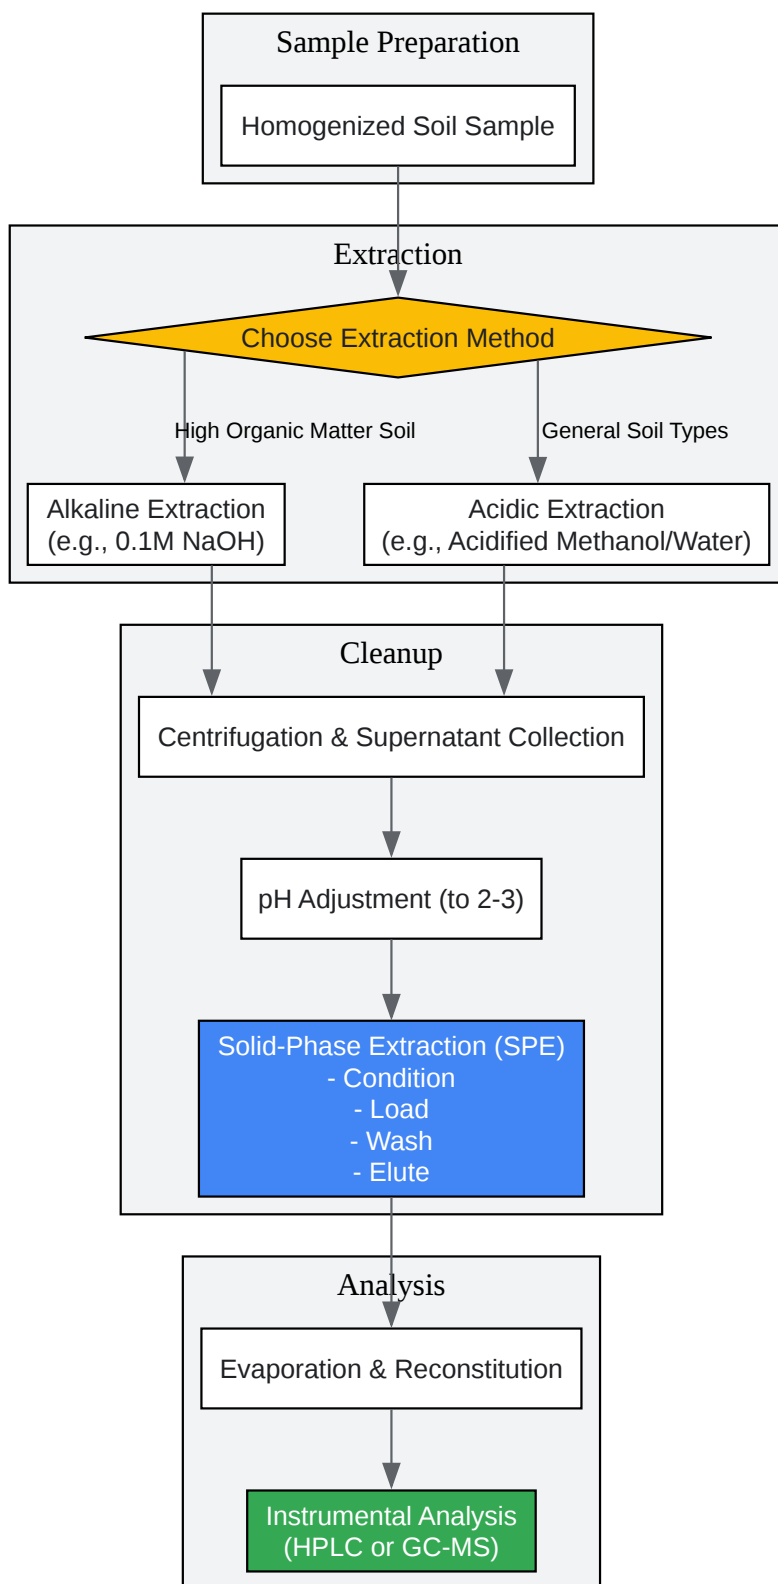 Sample Preparation
Homogenized Soil Sample
Extraction
Choose Extraction Method
High Organic Matter Soil
General Soil Types
Alkaline Extraction
(e.g., 0.1M NaOH)
Acidic Extraction
(e.g., Acidified Methanol/Water)
Cleanup
Centrifugation & Supernatant Collection
pH Adjustment (to 2-3)
Solid-Phase Extraction (SPE)
- Condition
- Load
- Wash
- Elute
Analysis
Evaporation & Reconstitution
Instrumental Analysis
(HPLC or GC-MS)